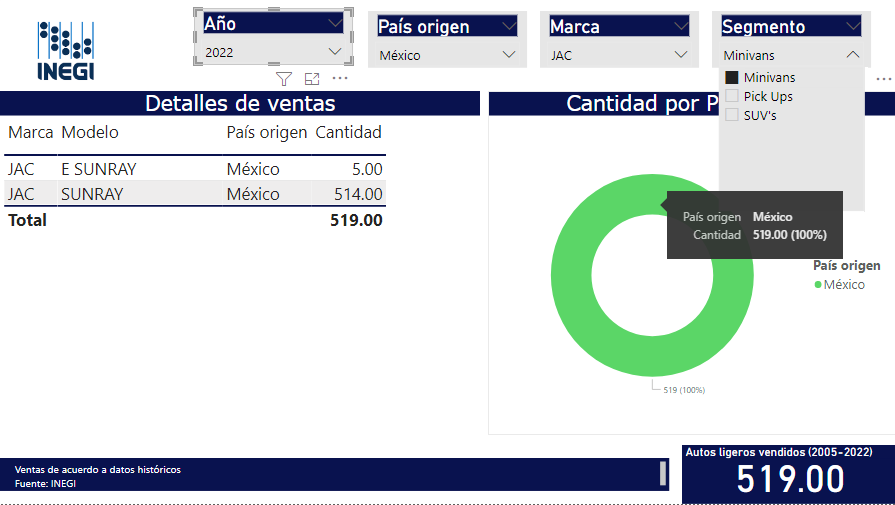 INEGI
Año
2022
País origen
México
Marca
JAC
Segmento
Minivans
Minivans
Pick Ups
SUV's
Detalles de ventas
Marca Modelo País origen Cantidad
JAC E SUNRAY México 5.00
JAC SUNRAY México 514.00
Total 519.00
Cantidad por P
País origen México
Cantidad 519.00 (100%)
País origen
México
519 (100%)
Ventas de acuerdo a datos históricos
Fuente: INEGI
Autos ligeros vendidos (2005-2022)
519.00